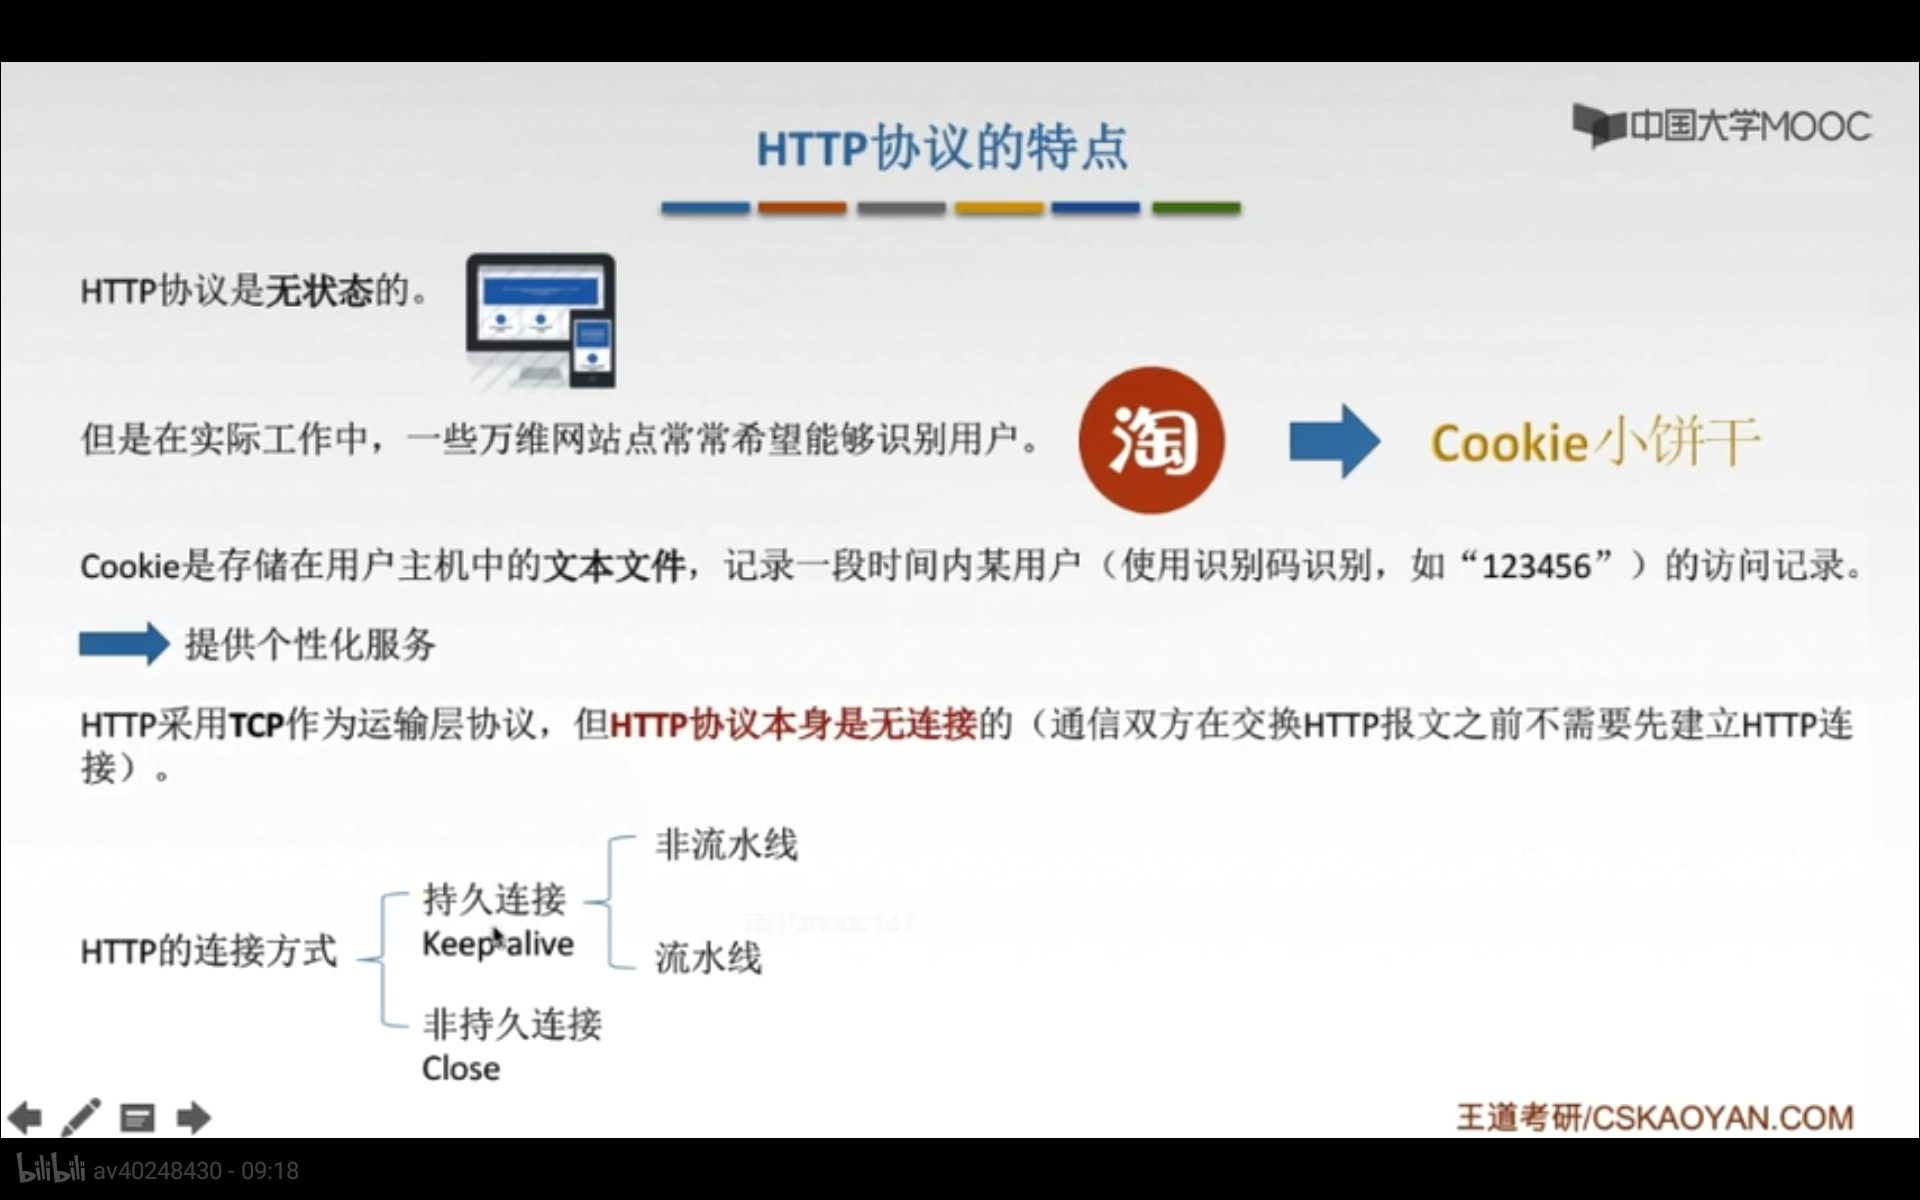 中国大学MOOC
HTTP协议的特点
HTTP协议是无状态的。
但是在实际工作中，一些万维网站点常常希望能够识别用户。
淘
Cookie小饼干
Cookie是存储在用户主机中的文本文件，记录一段时间内某用户（使用识别码识别，如“123456”）的访问记录。
提供个性化服务
HTTP采用TCP作为运输层协议，但HTTP协议本身是无连接的（通信双方在交换HTTP报文之前不需要先建立HTTP连
接）。
非流水线
持久连接
Keep-alive
HTTP的连接方式
流水线
非持久连接
Close
王道考研/CSKAOYAN.COM
bilibili av40248430 - 09:18